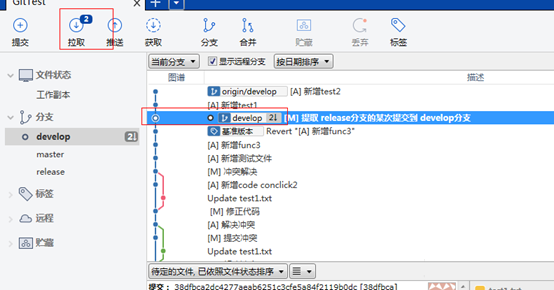 GitTest
2
提交 拉取 推送 获取 分支 合并 贮藏 丢弃 标签
文件状态
工作副本
分支
develop 2↓
master
release
标签
远程
贮藏
当前分支 显示远程分支 按日期排序
图谱 描述
origin/develop [A] 新增test2
[A] 新增test1
develop 2↓ [M] 提取 release分支的某次提交到 develop分支
基准版本 Revert "[A] 新增func3"
[A] 新增func3
[A] 新增测试文件
[M] 冲突解决
[A] 新增code conclick2
Update test1.txt
[M] 修正代码
[A] 解决冲突
[M] 提交冲突
Update test1.txt
待定的文件, 已依照文件状态排序
提交： 38dfbca2dc4277aeab6251c3cfe5a84f2119b0dc [38dfbca]